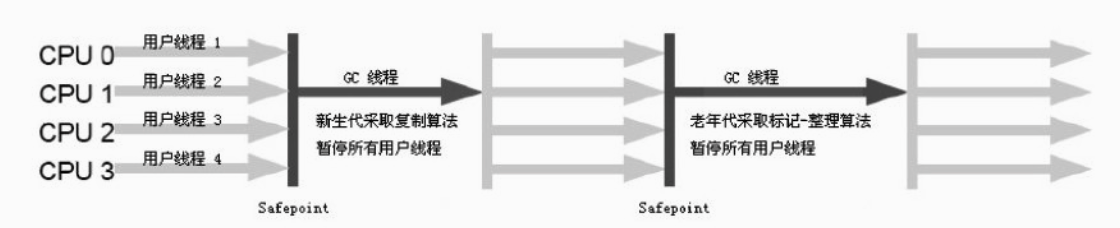 CPU 0
用户线程 1
CPU 1
用户线程 2
CPU 2
用户线程 3
CPU 3
用户线程 4
GC 线程
新生代采取复制算法
暂停所有用户线程
Safepoint
GC 线程
老年代采取标记-整理算法
暂停所有用户线程
Safepoint